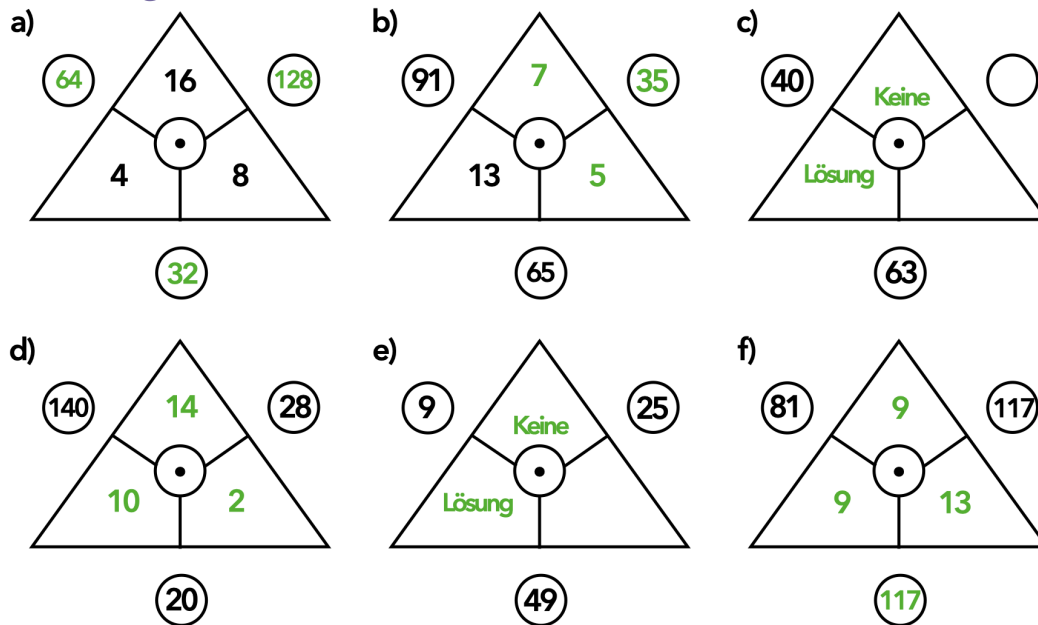 a) b) c)
64 16 128 91 7 35 40 Keine
4 8 13 5 Lösung
32 65 63
d) e) f)
140 14 28 9 Keine 25 81 9 117
10 2 Lösung 9 13
20 49 117